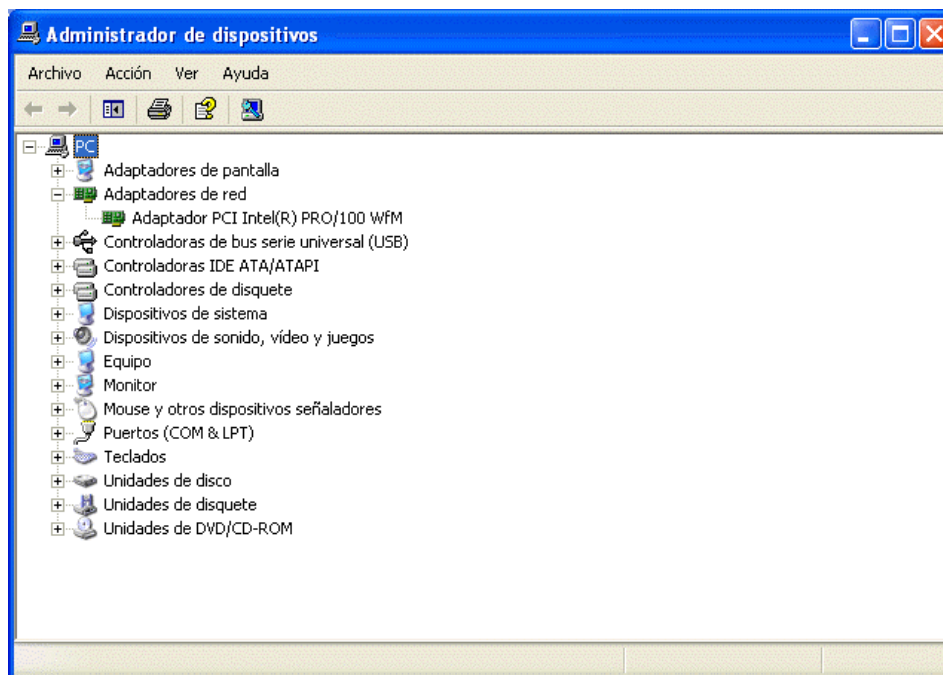 Administrador de dispositivos
Archivo Acción Ver Ayuda
PC
Adaptadores de pantalla
Adaptadores de red
Adaptador PCI Intel(R) PRO/100 WfM
Controladoras de bus serie universal (USB)
Controladoras IDE ATA/ATAPI
Controladores de disquete
Dispositivos de sistema
Dispositivos de sonido, vídeo y juegos
Equipo
Monitor
Mouse y otros dispositivos señaladores
Puertos (COM & LPT)
Teclados
Unidades de disco
Unidades de disquete
Unidades de DVD/CD-ROM